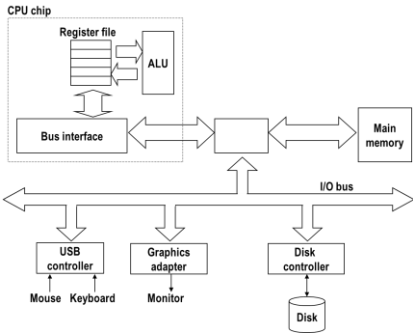 CPU chip
Register file
ALU
Bus interface
Main
memory
I/O bus
USB
controller
Graphics
adapter
Disk
controller
Mouse Keyboard
Monitor
Disk